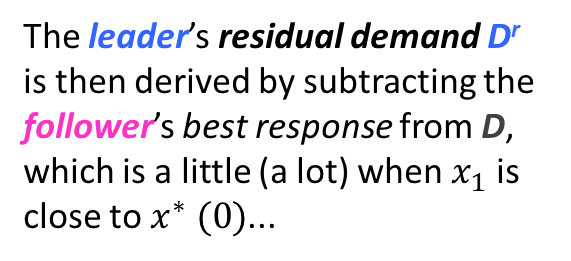 The leader's residual demand Dʳ
is then derived by subtracting the
follower's best response from D,
which is a little (a lot) when x₁ is
close to x* (0)...